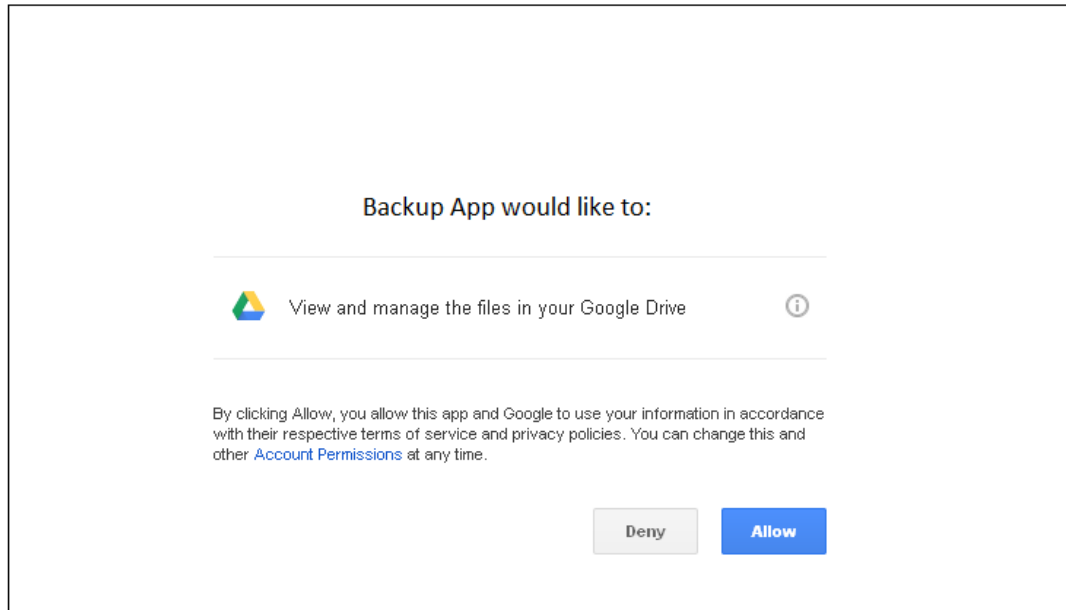 Backup App would like to:
View and manage the files in your Google Drive
By clicking Allow, you allow this app and Google to use your information in accordance
with their respective terms of service and privacy policies. You can change this and
other Account Permissions at any time.
Deny
Allow